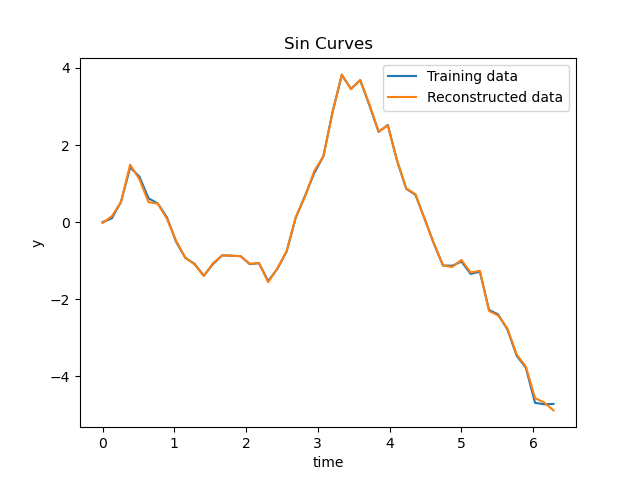 Sin Curves
Training data
Reconstructed data
4
2
0
−2
−4
y
0 1 2 3 4 5 6
time